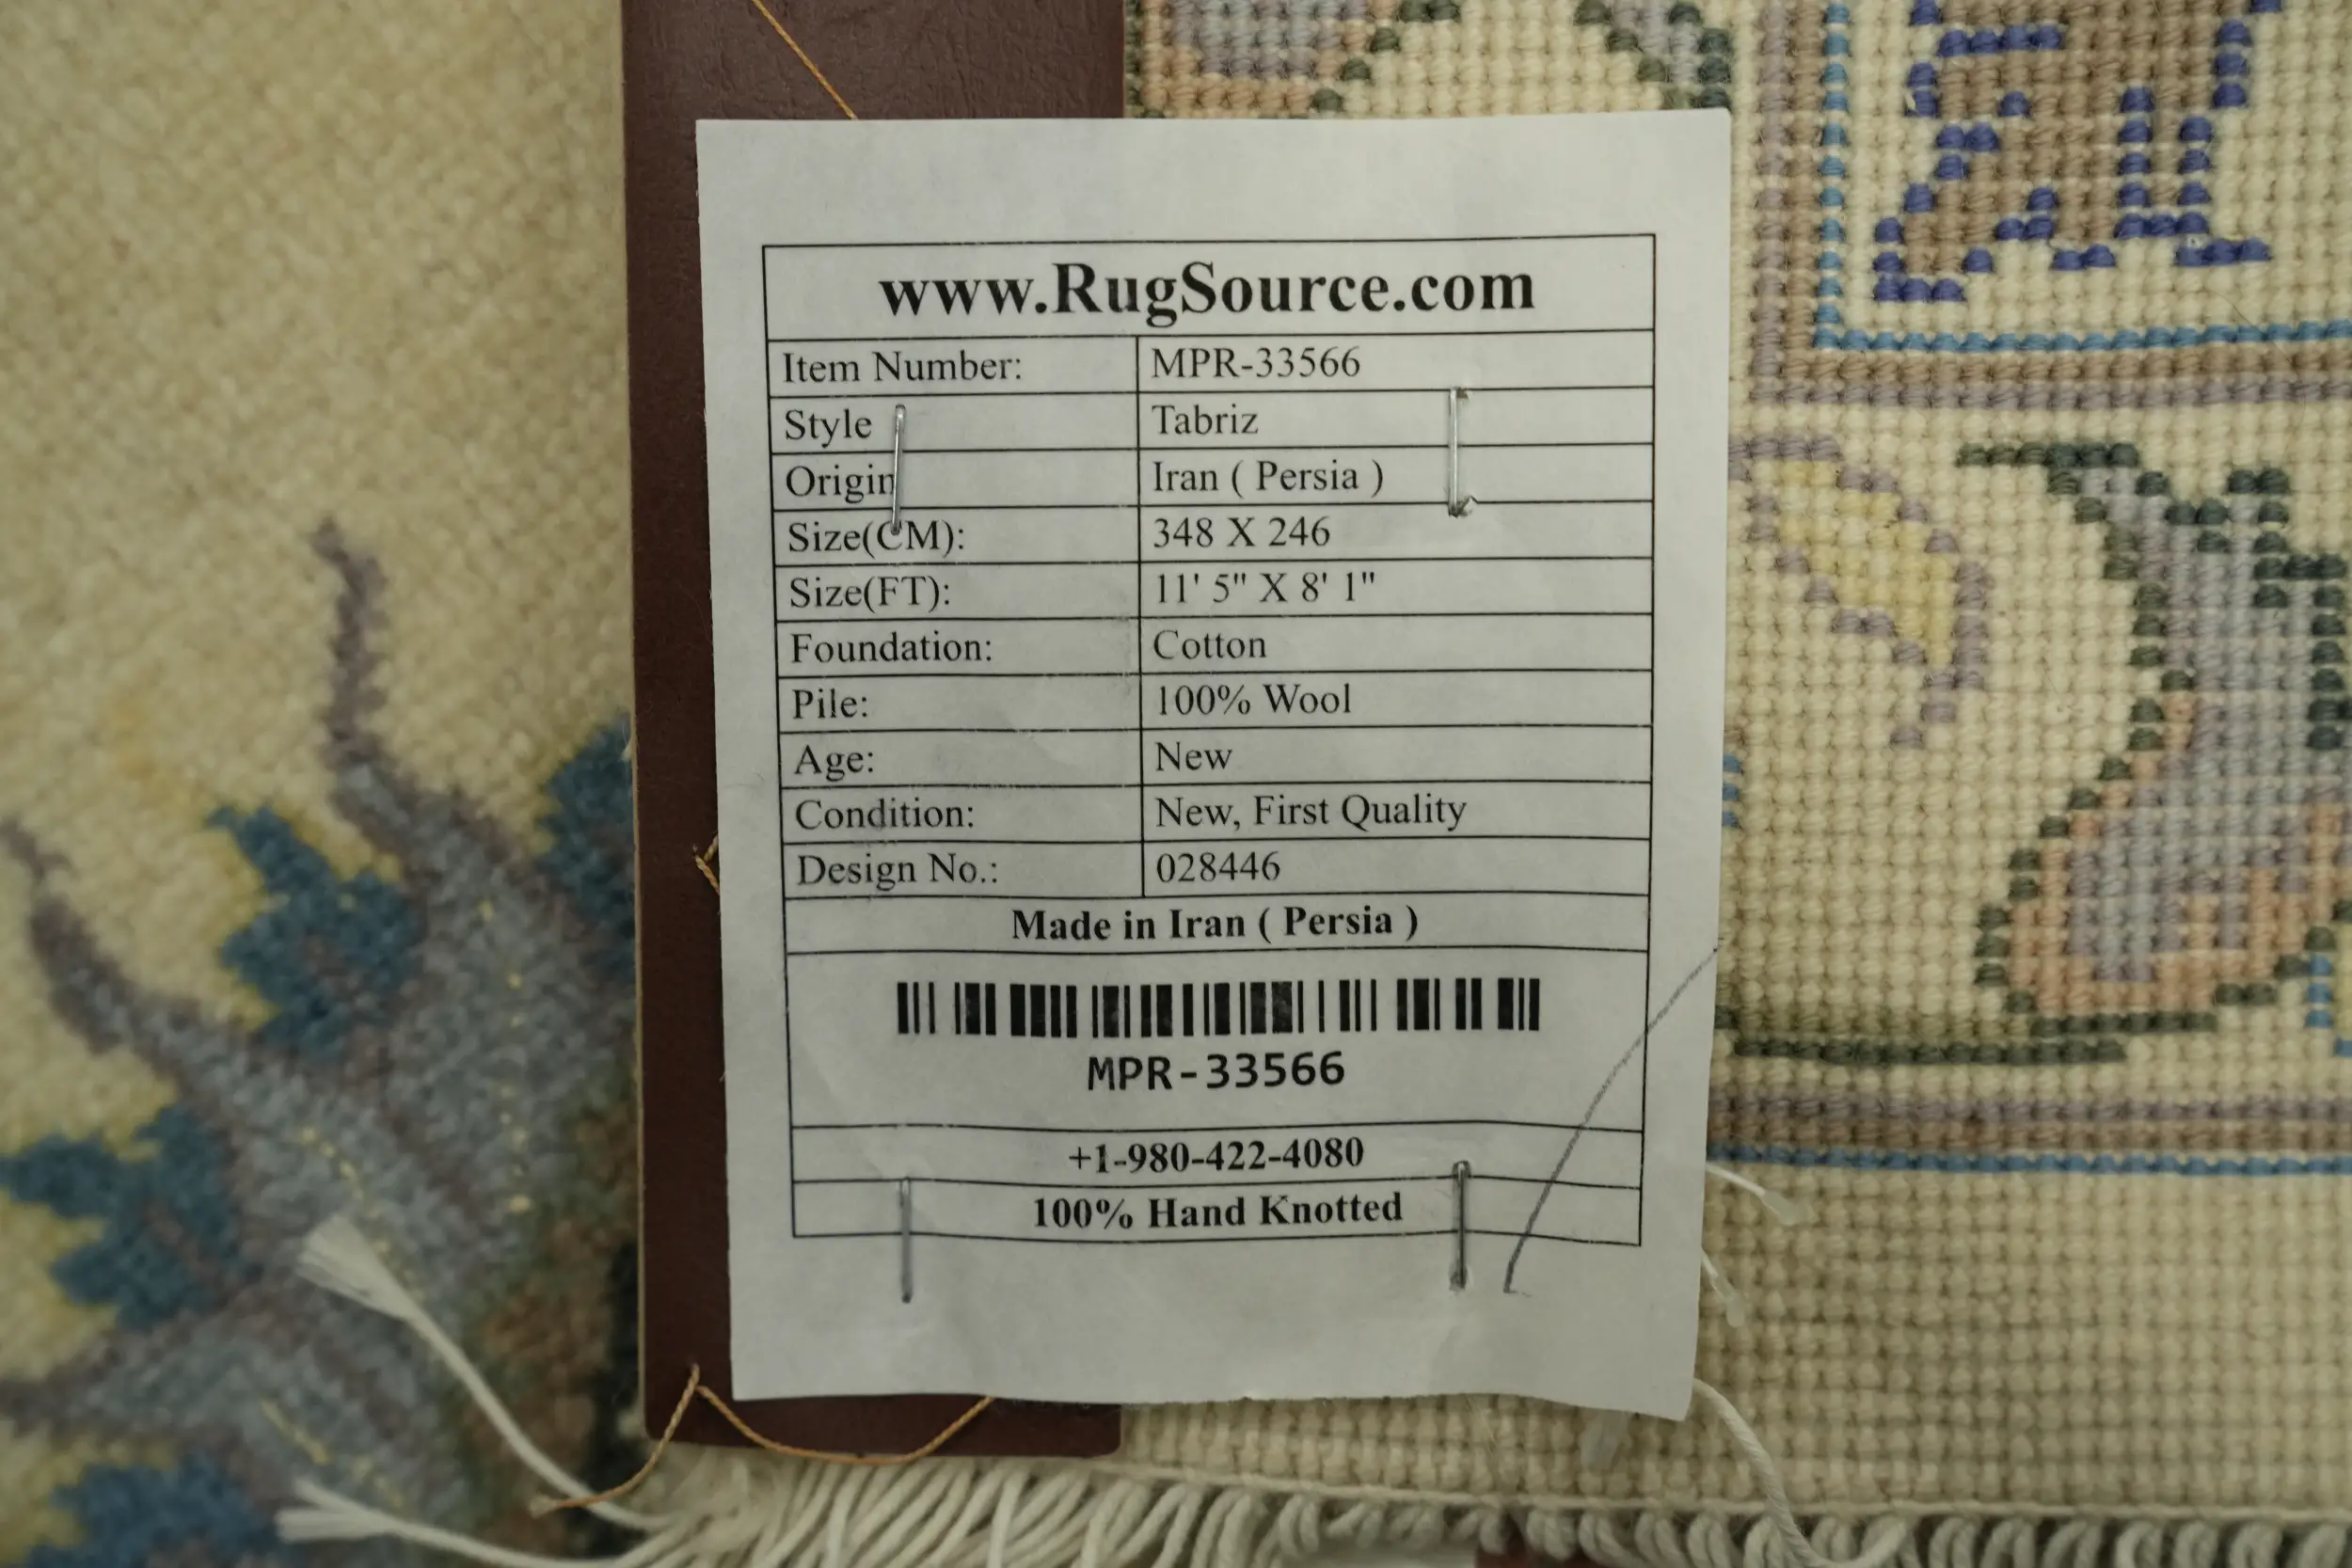 www.RugSource.com
Item Number: MPR-33566
Style Tabriz
Origin Iran ( Persia )
Size(CM): 348 X 246
Size(FT): 11' 5" X 8' 1"
Foundation: Cotton
Pile: 100% Wool
Age: New
Condition: New, First Quality
Design No.: 028446
Made in Iran ( Persia )
MPR-33566
+1-980-422-4080
100% Hand Knotted